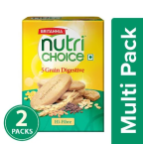 BRITANNIA
nutri
CHOICE
5 Grain Digestive
2
PACKS
Multi Pack